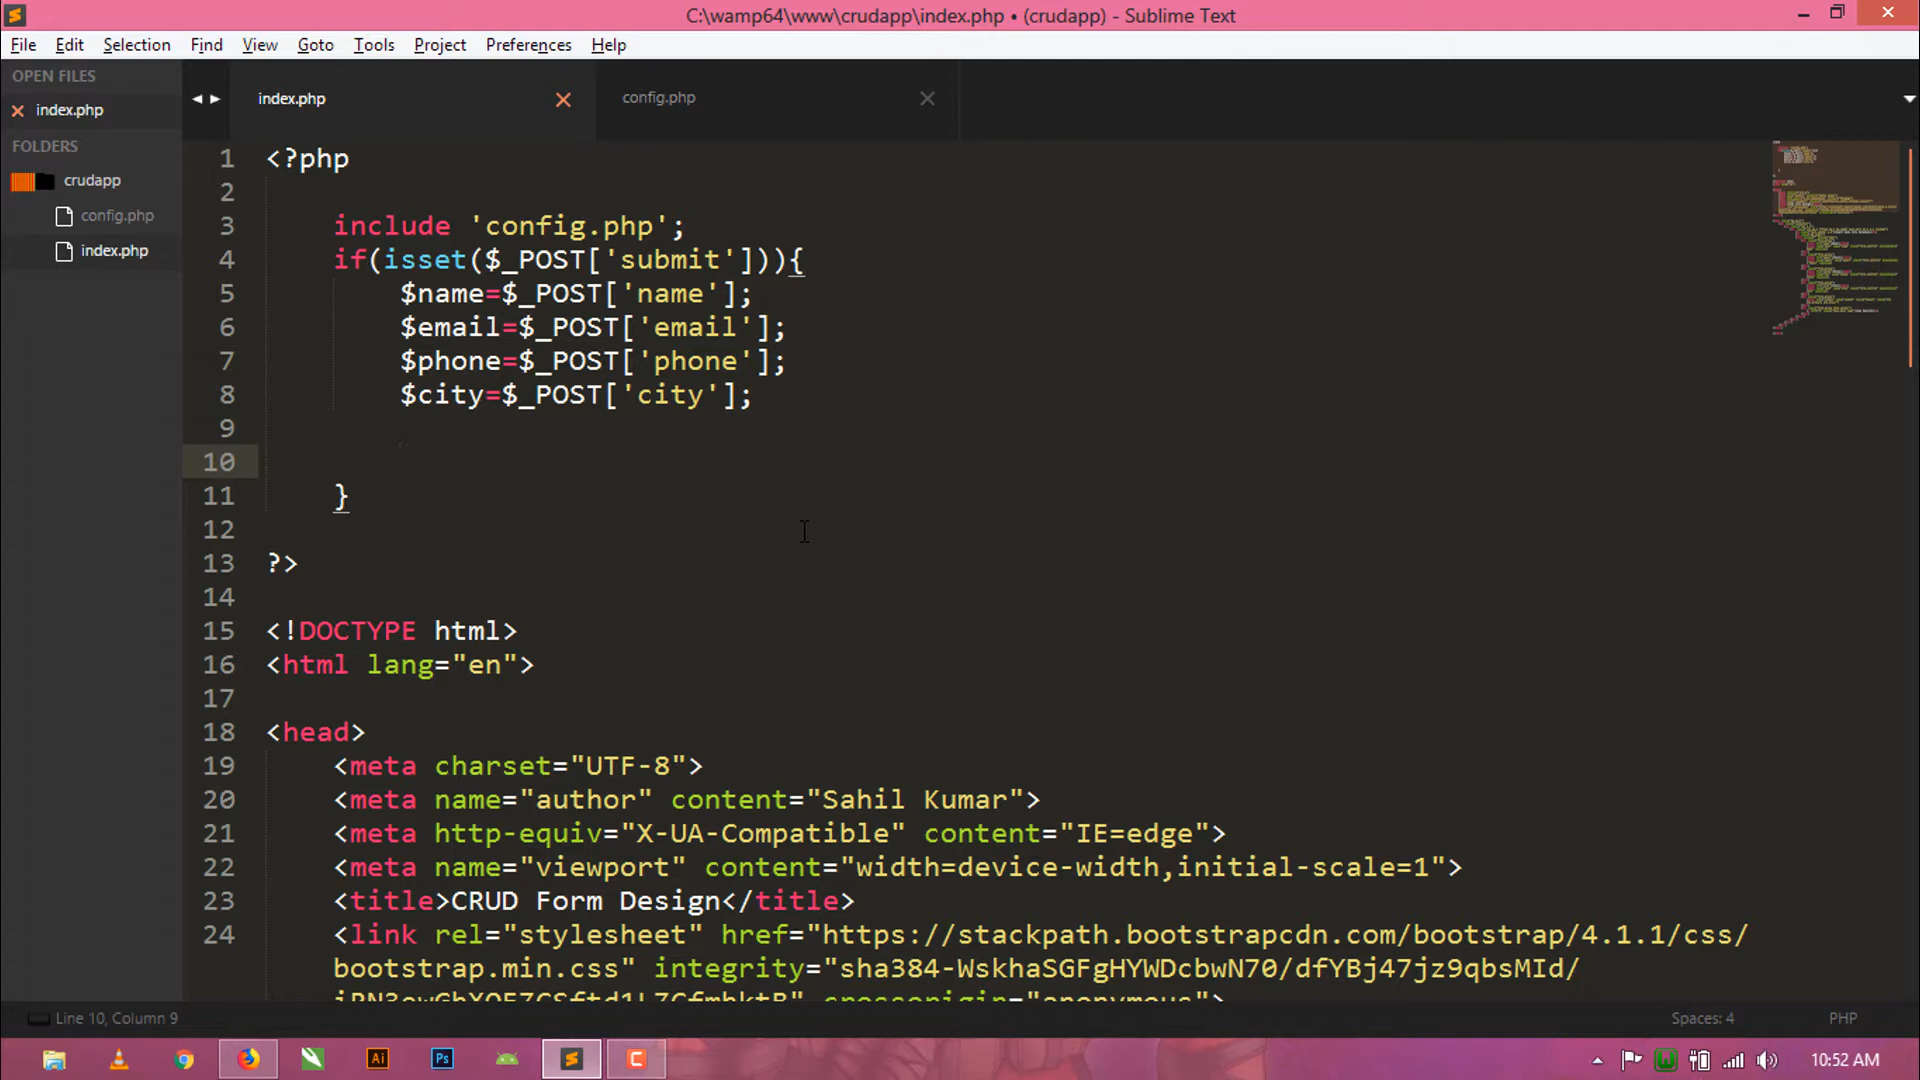 C:\wamp64\www\crudapp\index.php • (crudapp) - Sublime Text
File Edit Selection Find View Goto Tools Project Preferences Help
OPEN FILES
index.php
FOLDERS
crudapp
config.php
index.php
index.php
config.php
1 <?php
2
3 include 'config.php';
4 if(isset($_POST['submit'])){
5 $name=$_POST['name'];
6 $email=$_POST['email'];
7 $phone=$_POST['phone'];
8 $city=$_POST['city'];
9
10
11 }
12
13 ?>
14
15 <!DOCTYPE html>
16 <html lang="en">
17
18 <head>
19 <meta charset="UTF-8">
20 <meta name="author" content="Sahil Kumar">
21 <meta http-equiv="X-UA-Compatible" content="IE=edge">
22 <meta name="viewport" content="width=device-width,initial-scale=1">
23 <title>CRUD Form Design</title>
24 <link rel="stylesheet" href="https://stackpath.bootstrapcdn.com/bootstrap/4.1.1/css/
bootstrap.min.css" integrity="sha384-WskhaSGFgHYWDcbwN70/dfYBj47jz9qbsMId/
crossorigin="anonymous">
Line 10, Column 9
Spaces: 4
PHP
Ai
Ps
10:52 AM